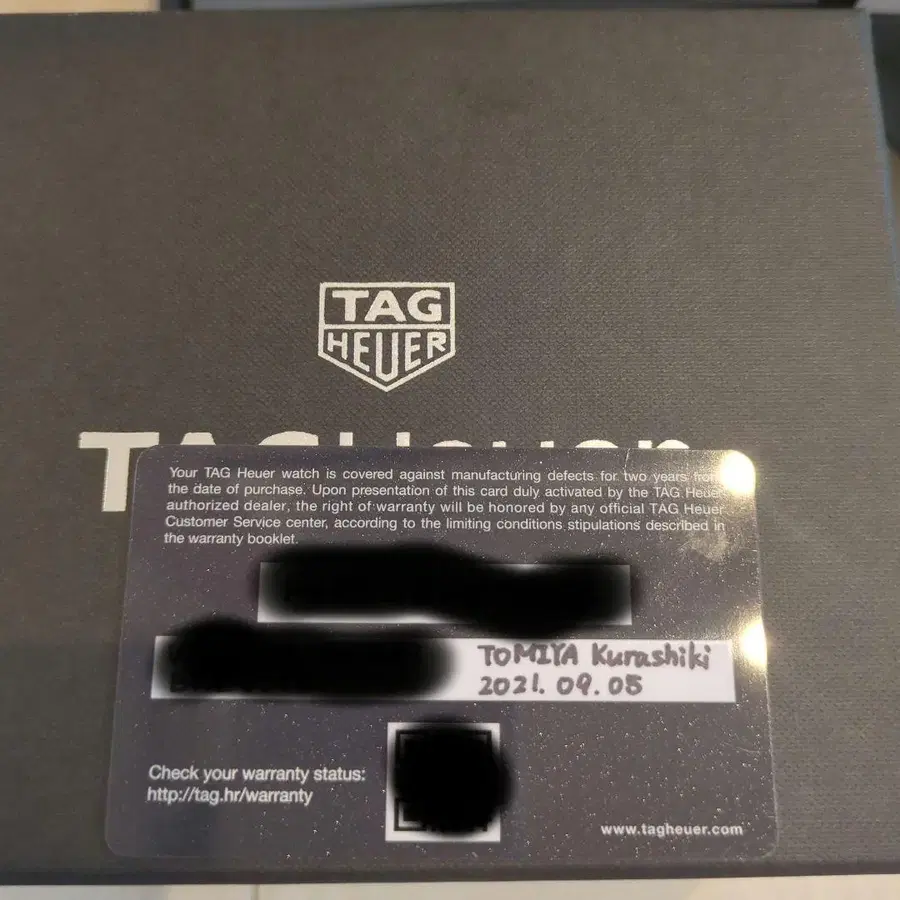 TAG
HEUER
Your TAG Heuer watch is covered against manufacturing defects for two years from
the date of purchase. Upon presentation of this card duly activated by the TAG Heuer
authorized dealer, the right of warranty will be honored by any official TAG Heuer
Customer Service center, according to the limiting conditions stipulations described in
the warranty booklet.
TOMIYA Kurashiki
2021. 09. 05
Check your warranty status:
http://tag.hr/warranty
www.tagheuer.com